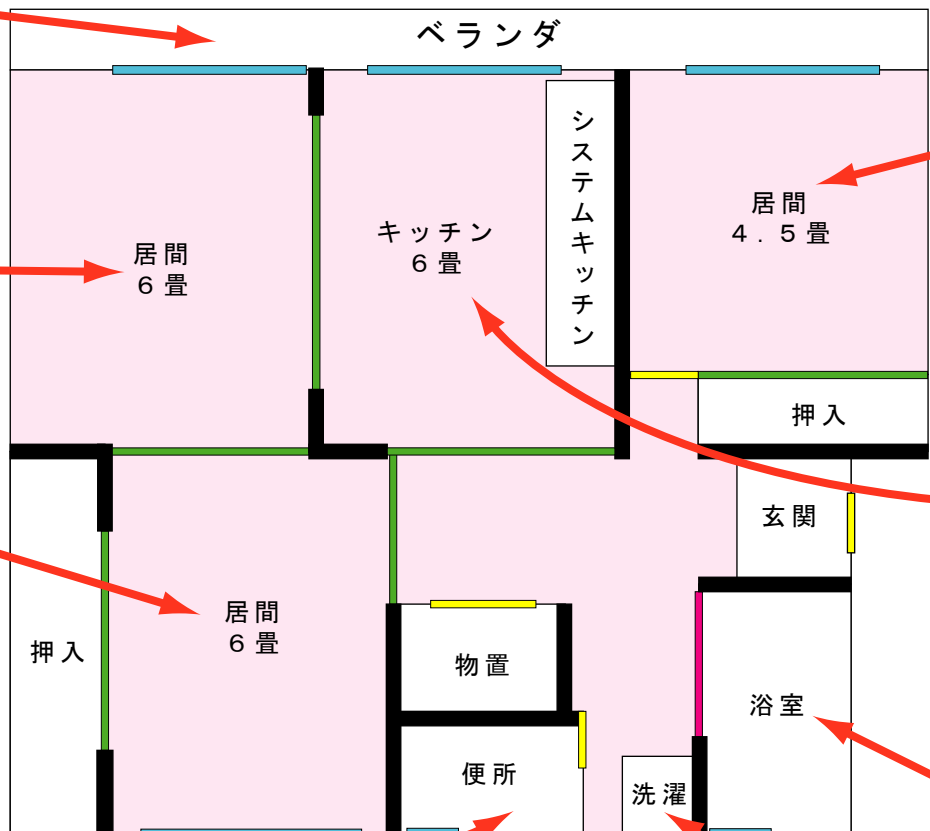 ベランダ
システムキッチン
居間
4.5畳
キッチン
6畳
居間
6畳
押入
玄関
居間
6畳
押入
物置
浴室
便所
洗濯